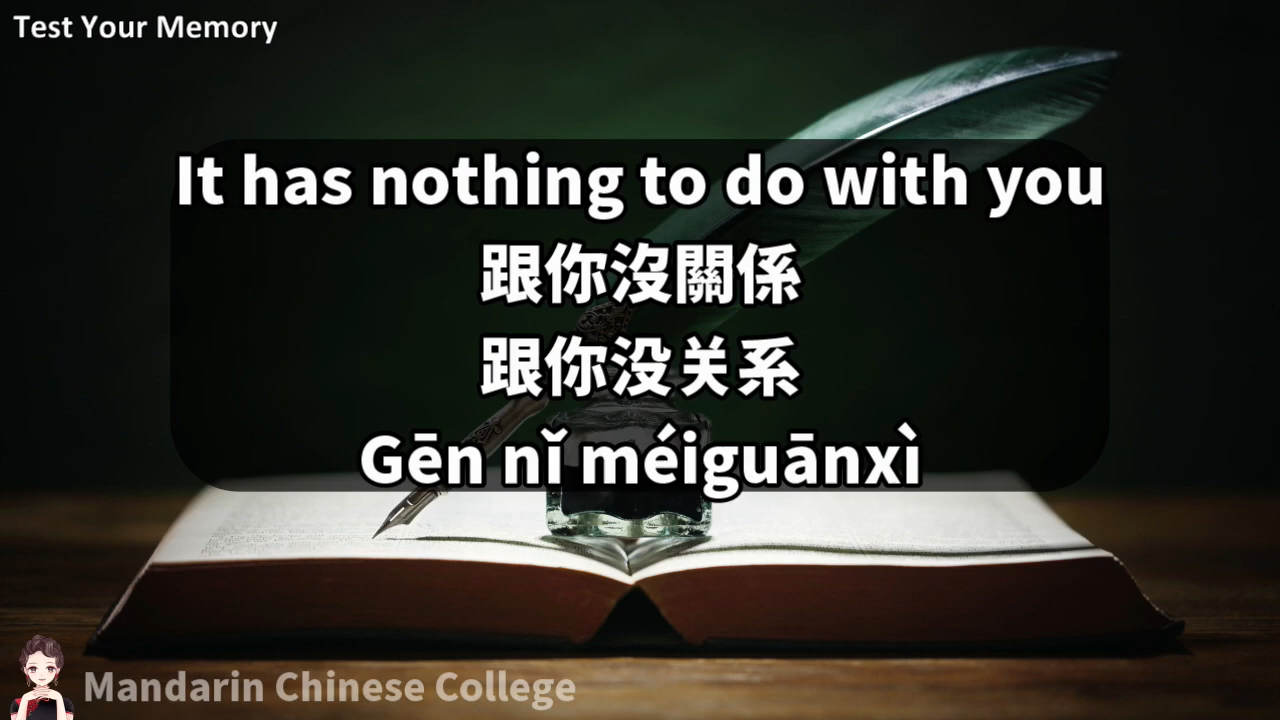 Test Your Memory
It has nothing to do with you
跟你沒關係
跟你没关系
Gēn nǐ méiguānxì
Mandarin Chinese College